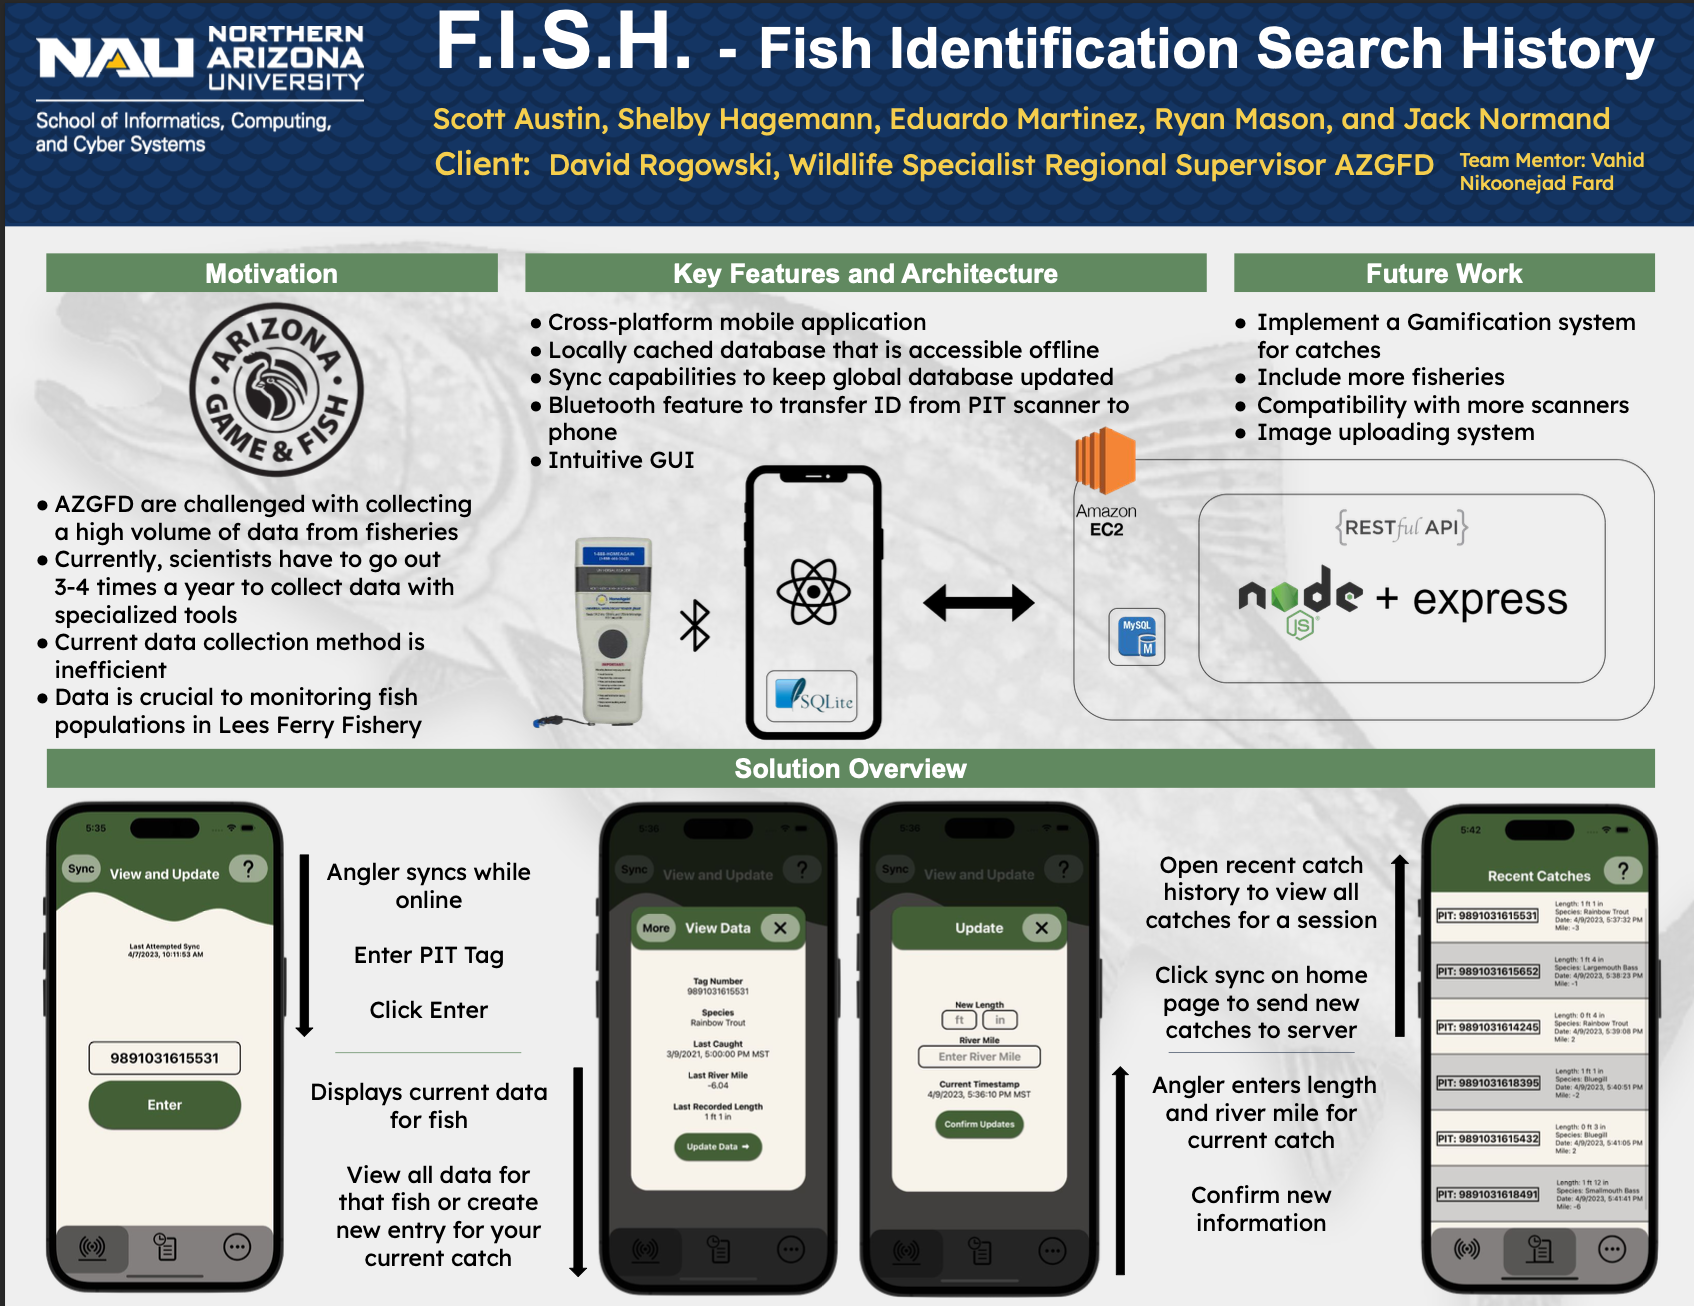 NAU NORTHERN ARIZONA UNIVERSITY
School of Informatics, Computing,
and Cyber Systems
F.I.S.H. - Fish Identification Search History
Scott Austin, Shelby Hagemann, Eduardo Martinez, Ryan Mason, and Jack Normand
Client: David Rogowski, Wildlife Specialist Regional Supervisor AZGFD
Team Mentor: Vahid
Nikoonejad Fard
Motivation
ARIZONA
GAME & FISH
● AZGFD are challenged with collecting
a high volume of data from fisheries
● Currently, scientists have to go out
3-4 times a year to collect data with
specialized tools
● Current data collection method is
inefficient
● Data is crucial to monitoring fish
populations in Lees Ferry Fishery
Key Features and Architecture
● Cross-platform mobile application
● Locally cached database that is accessible offline
● Sync capabilities to keep global database updated
● Bluetooth feature to transfer ID from PIT scanner to
phone
● Intuitive GUI
SQLite
Future Work
● Implement a Gamification system
for catches
● Include more fisheries
● Compatibility with more scanners
● Image uploading system
Amazon
EC2
MySQL
{RESTful API}
node + express
JS
Solution Overview
5:35
Sync
View and Update
?
Last Attempted Sync
4/7/2023, 10:11:53 AM
9891031615531
Enter
Angler syncs while
online
Enter PIT Tag
Click Enter
Displays current data
for fish
View all data for
that fish or create
new entry for your
current catch
5:36
Sync
View and Update
?
More
View Data
X
Tag Number
9891031615531
Species
Rainbow Trout
Last Caught
3/9/2021, 5:00:00 PM MST
Last River Mile
-6.04
Last Recorded Length
1 ft 1 in
Update Data →
5:36
Sync
View and Update
?
Update
X
New Length
ft
in
River Mile
Enter River Mile
Current Timestamp
4/9/2023, 5:36:10 PM MST
Confirm Updates
Open recent catch
history to view all
catches for a session
Click sync on home
page to send new
catches to server
Angler enters length
and river mile for
current catch
Confirm new
information
5:42
Recent Catches
?
PIT: 9891031615531
Length: 1 ft 1 in
Species: Rainbow Trout
Date: 4/9/2023, 5:37:32 PM
Mile: -3
PIT: 9891031615652
Length: 1 ft 4 in
Species: Largemouth Bass
Date: 4/9/2023, 5:38:23 PM
Mile: -1
PIT: 9891031614245
Length: 0 ft 4 in
Species: Rainbow Trout
Date: 4/9/2023, 5:39:08 PM
Mile: 2
PIT: 9891031618395
Length: 1 ft 1 in
Species: Bluegill
Date: 4/9/2023, 5:40:51 PM
Mile: -2
PIT: 9891031615432
Length: 0 ft 3 in
Species: Bluegill
Date: 4/9/2023, 5:41:05 PM
Mile: 2
PIT: 9891031618491
Length: 1 ft 12 in
Species: Smallmouth Bass
Date: 4/9/2023, 5:41:41 PM
Mile: -6